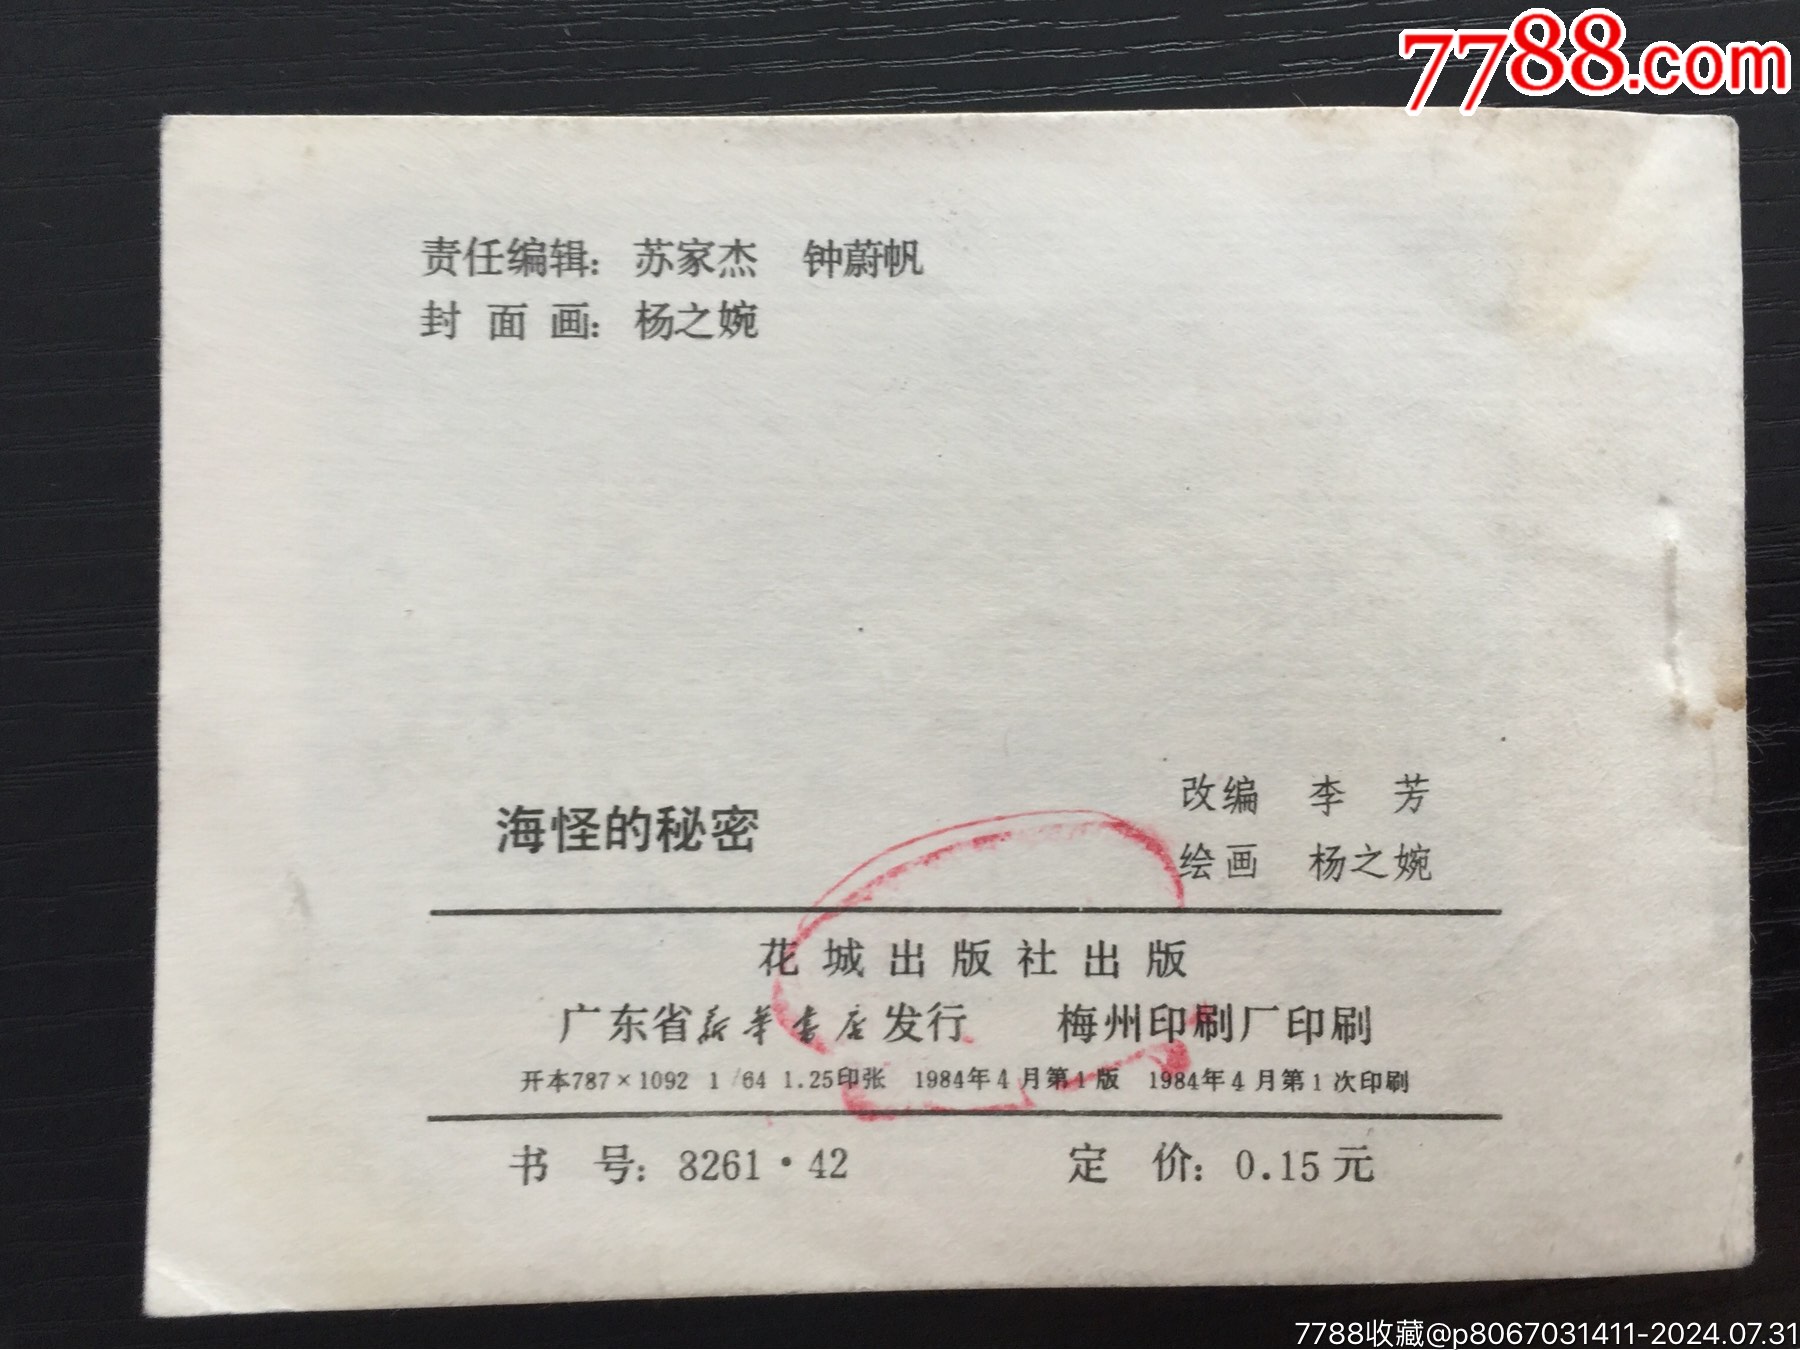 7788.com
责任编辑：苏家杰 钟蔚帆
封面画：杨之婉
海怪的秘密
改编 李芳
绘画 杨之婉
花城出版社出版
广东省新华书店发行 梅州印刷厂印刷
开本787×1092 1/64 1.25印张 1984年4月第1版 1984年4月第1次印刷
书号：8261·42 定价：0.15元
7788收藏@p8067031411-2024.07.31